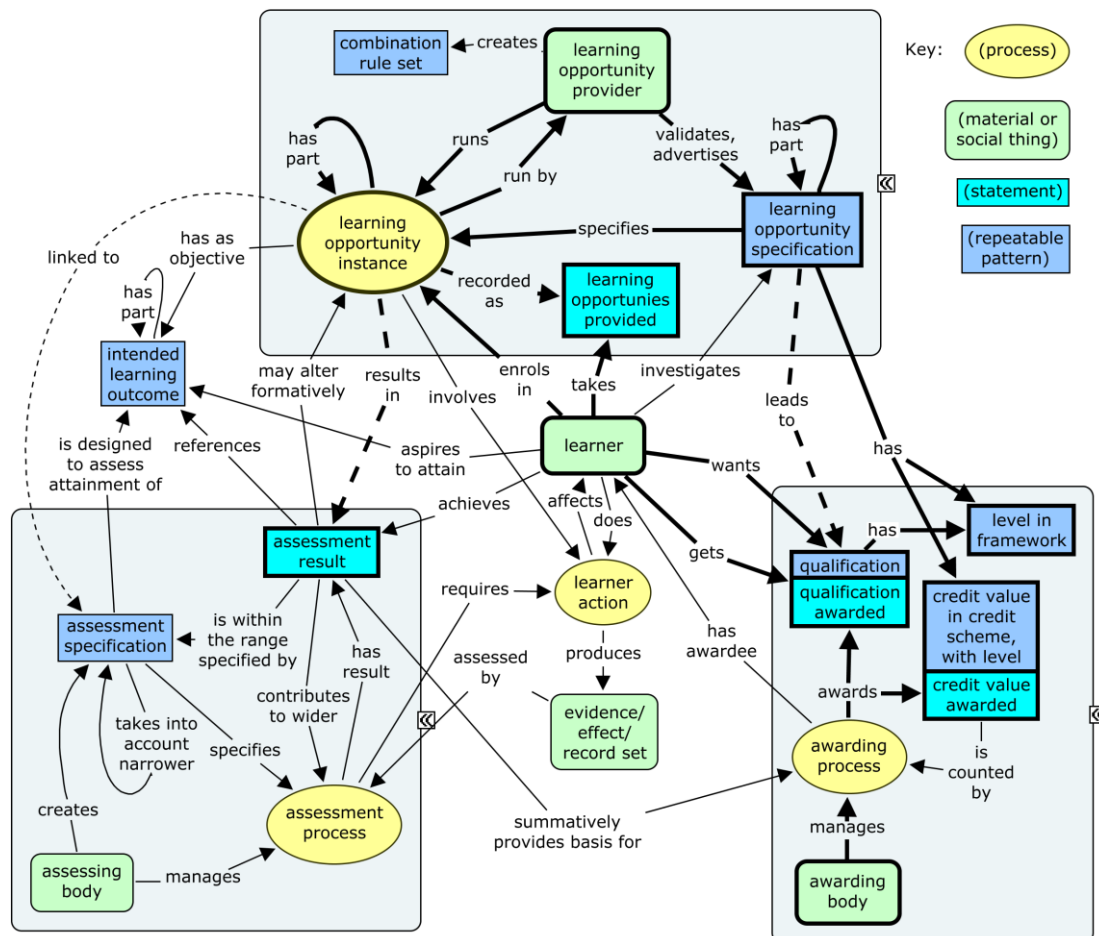 combination
rule set
creates
learning
opportunity
provider
Key:
(process)
(material or
social thing)
(statement)
(repeatable
pattern)
has
part
runs
run by
validates,
advertises
has
part
learning
opportunity
instance
specifies
learning
opportunity
specification
linked to
has as
objective
recorded
as
learning
opportunies
provided
has
part
intended
learning
outcome
may alter
formatively
results
in
involves
enrols
in
takes
investigates
leads
to
is designed
to assess
attainment of
references
aspires
to attain
learner
wants
has
achieves
affects
does
gets
has
level in
framework
assessment
result
learner
action
requires
qualification
qualification
awarded
credit value
in credit
scheme,
with level
credit value
awarded
assessment
specification
is within
the range
specified by
has
result
contributes
to wider
assessed
by
produces
has
awardee
awards
evidence/
effect/
record set
takes into
account
narrower
specifies
awarding
process
is
counted
by
creates
assessment
process
summatively
provides basis for
manages
assessing
body
manages
awarding
body